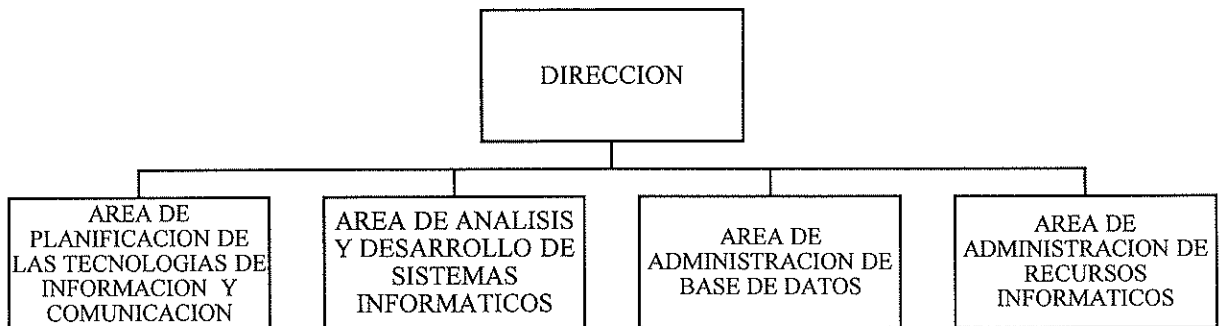 DIRECCION
AREA DE
PLANIFICACION DE
LAS TECNOLOGIAS DE
INFORMACION Y
COMUNICACION
AREA DE ANALISIS
Y DESARROLLO DE
SISTEMAS
INFORMATICOS
AREA DE
ADMINISTRACION DE
BASE DE DATOS
AREA DE
ADMINISTRACION DE
RECURSOS
INFORMATICOS